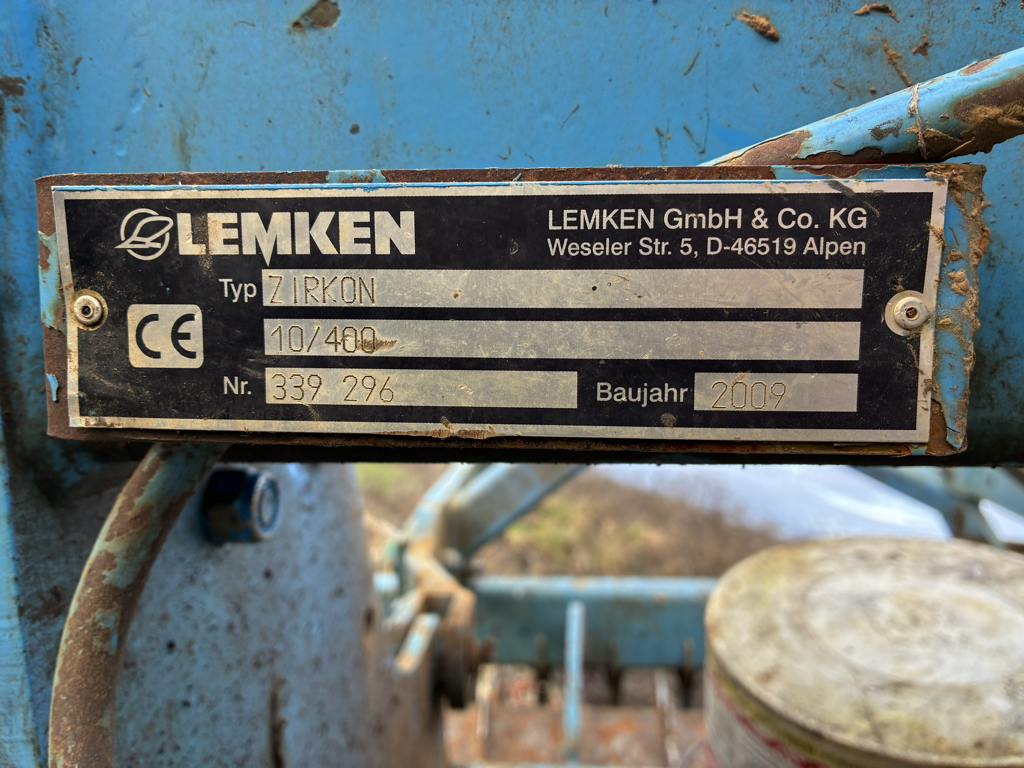 LEMKEN
LEMKEN GmbH & Co. KG
Weseler Str. 5, D-46519 Alpen
Typ ZIRKON
CE
10/400
Nr. 339 296 Baujahr 2009